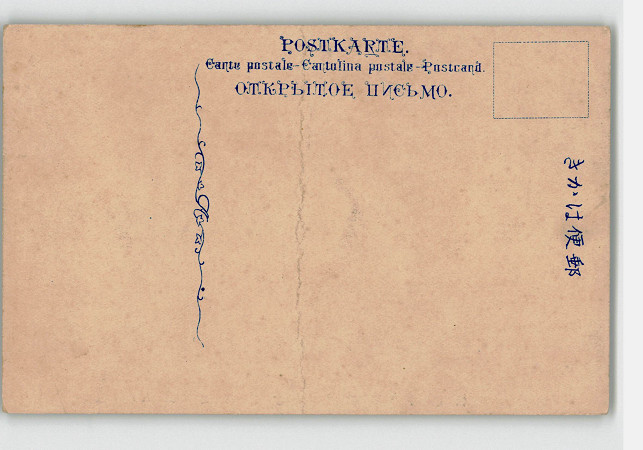 POSTKARTE.
Carte postale-Cartolina postale-Postcard.
ОТКРЫТОЕ ПИСЬМО.
きかは便郵